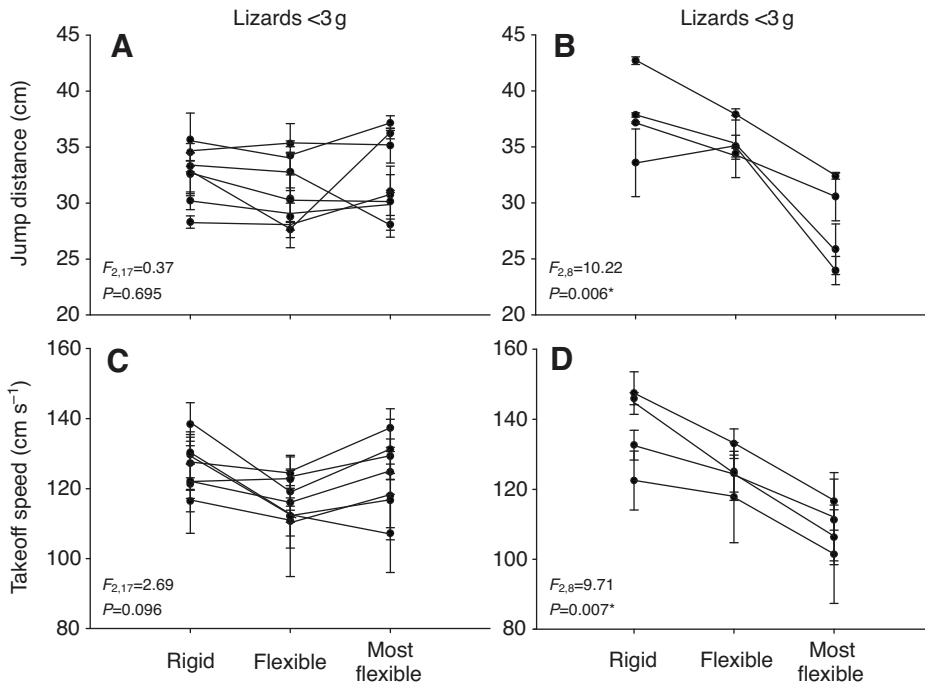 Lizards <3 g
Lizards <3 g
A
B
Jump distance (cm)
45
40
35
30
25
20
F2,17=0.37
P=0.695
45
40
35
30
25
20
F2,8=10.22
P=0.006*
C
D
Takeoff speed (cm s–1)
160
140
120
100
80
F2,17=2.69
P=0.096
160
140
120
100
80
F2,8=9.71
P=0.007*
Rigid
Flexible
Most
flexible
Rigid
Flexible
Most
flexible